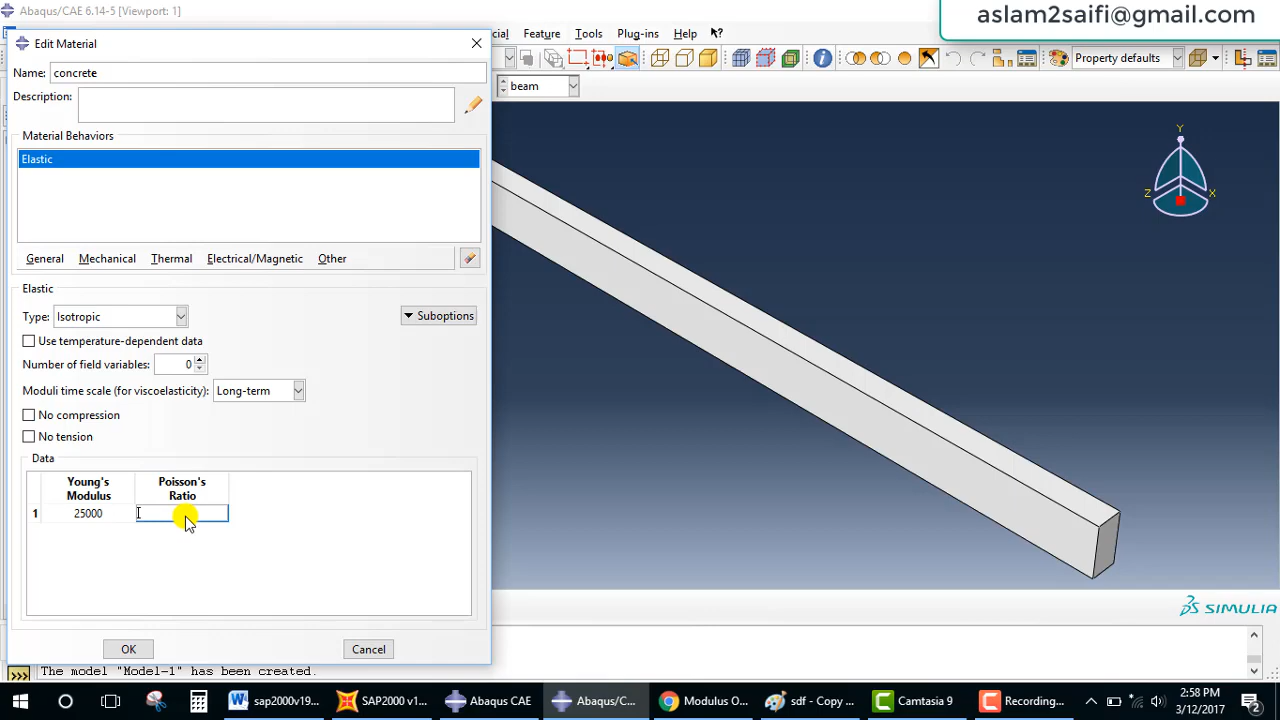 Abaqus/CAE 6.14-5 [Viewport: 1]
aslam2saifi@gmail.com
Edit Material
Feature Tools Plug-ins Help
Name: concrete
Description:
Property defaults
beam
Material Behaviors
Elastic
General Mechanical Thermal Electrical/Magnetic Other
Elastic
Type: Isotropic
Suboptions
Use temperature-dependent data
Number of field variables: 0
Moduli time scale (for viscoelasticity): Long-term
No compression
No tension
Data
Young's Modulus
Poisson's Ratio
1 25000
OK Cancel
Y
Z X
SIMULIA
The model "Model-1" has been created.
sap2000v19... SAP2000 v1... Abaqus CAE Abaqus/C... Modulus O... sdf - Copy ... Camtasia 9 Recording...
2:58 PM
3/12/2017
2